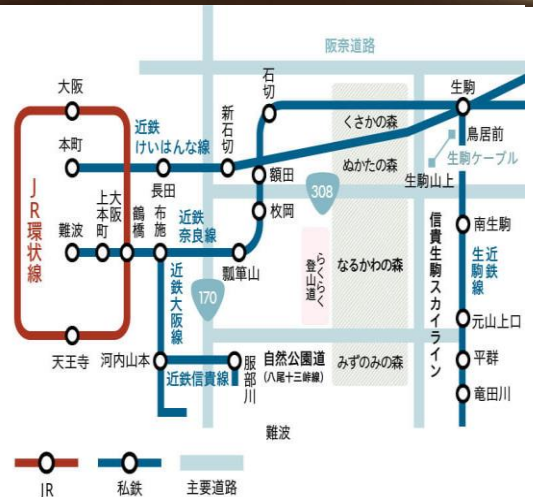 阪奈道路
大阪
石切
生駒
新石切
近鉄
けいはんな線
くさかの森
鳥居前
本町
生駒ケーブル
ぬかたの森
長田
額田
生駒山上
308
JR環状線
大阪上本町
鶴橋
布施
近鉄
奈良線
枚岡
南生駒
難波
らくらく登山道
なるかわの森
信貴生駒スカイライン
近鉄生駒線
瓢箪山
近鉄大阪線
170
元山上口
天王寺
河内山本
近鉄信貴線
服部川
自然公園道
(八尾十三峠線)
みずのみの森
平群
竜田川
難波
JR
私鉄
主要道路